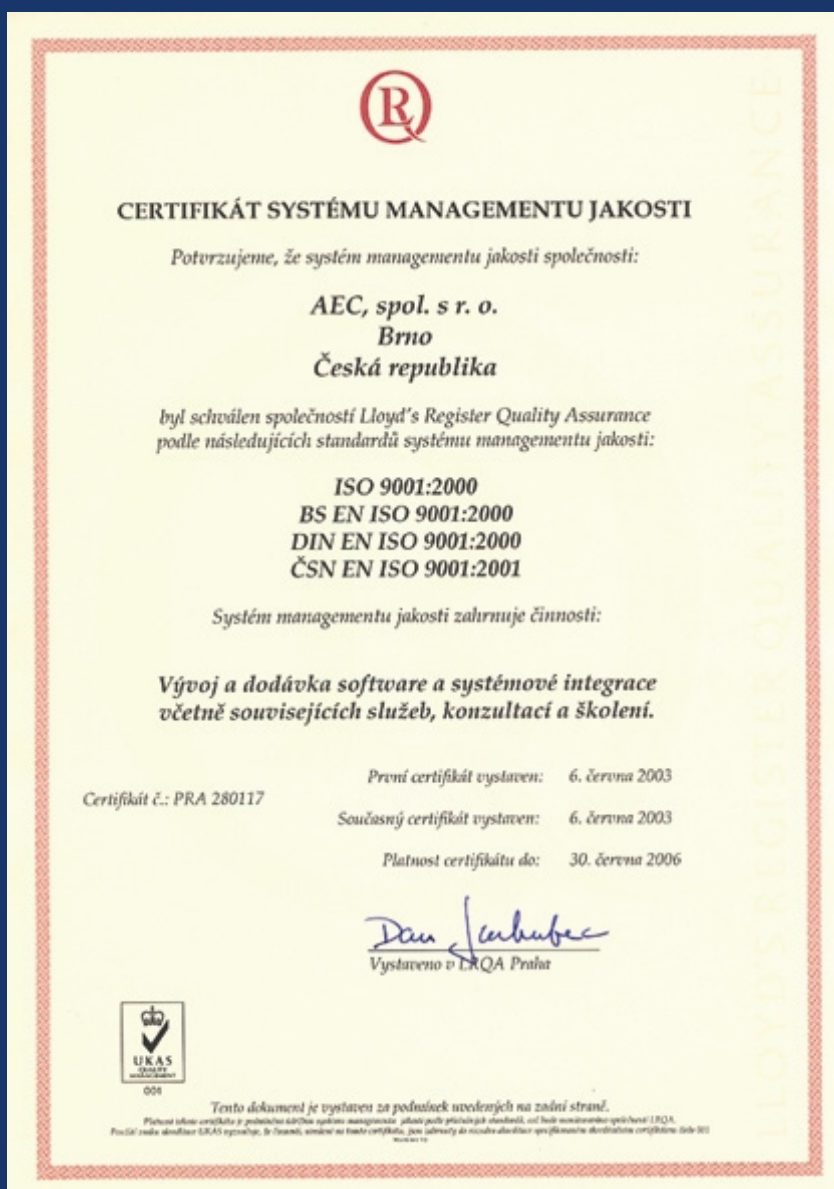 LRQ
CERTIFIKÁT SYSTÉMU MANAGEMENTU JAKOSTI
Potvrzujeme, že systém managementu jakosti společnosti:
AEC, spol. s r. o.
Brno
Česká republika
byl schválen společností Lloyd's Register Quality Assurance
podle následujících standardů systému managementu jakosti:
ISO 9001:2000
BS EN ISO 9001:2000
DIN EN ISO 9001:2000
ČSN EN ISO 9001:2001
Systém managementu jakosti zahrnuje činnosti:
Vývoj a dodávka software a systémové integrace
včetně souvisejících služeb, konzultací a školení.
Certifikát č.: PRA 280117
První certifikát vystaven: 6. června 2003
Současný certifikát vystaven: 6. června 2003
Platnost certifikátu do: 30. června 2006
Dan
Vystaveno v LRQA Praha
UKAS
QUALITY
MANAGEMENT
001
Tento dokument je vystaven za podmínek uvedených na zadní straně.
LLOYD'S REGISTER QUALITY ASSURANCE